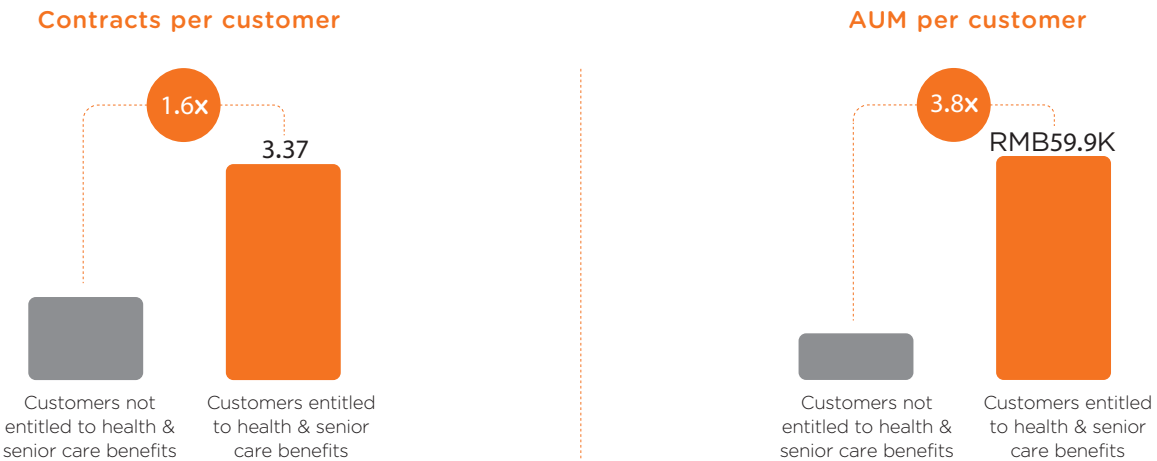 Contracts per customer
1.6x
3.37
Customers not
entitled to health &
senior care benefits
Customers entitled
to health & senior
care benefits
AUM per customer
3.8x
RMB59.9K
Customers not
entitled to health &
senior care benefits
Customers entitled
to health & senior
care benefits